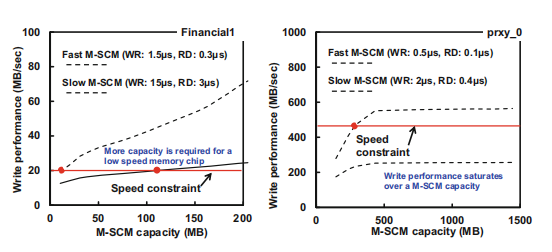 Financial1
Write performance (MB/sec)
100
80
60
40
20
0
Fast M-SCM (WR: 1.5μs, RD: 0.3μs)
Slow M-SCM (WR: 15μs, RD: 3μs)
More capacity is required for a
low speed memory chip
Speed constraint
0 50 100 150 200
M-SCM capacity (MB)
prxy_0
Write performance (MB/sec)
1000
800
600
400
200
0
Fast M-SCM (WR: 0.5μs, RD: 0.1μs)
Slow M-SCM (WR: 2μs, RD: 0.4μs)
Speed
constraint
Write performance saturates
over a M-SCM capacity
0 500 1000 1500
M-SCM capacity (MB)